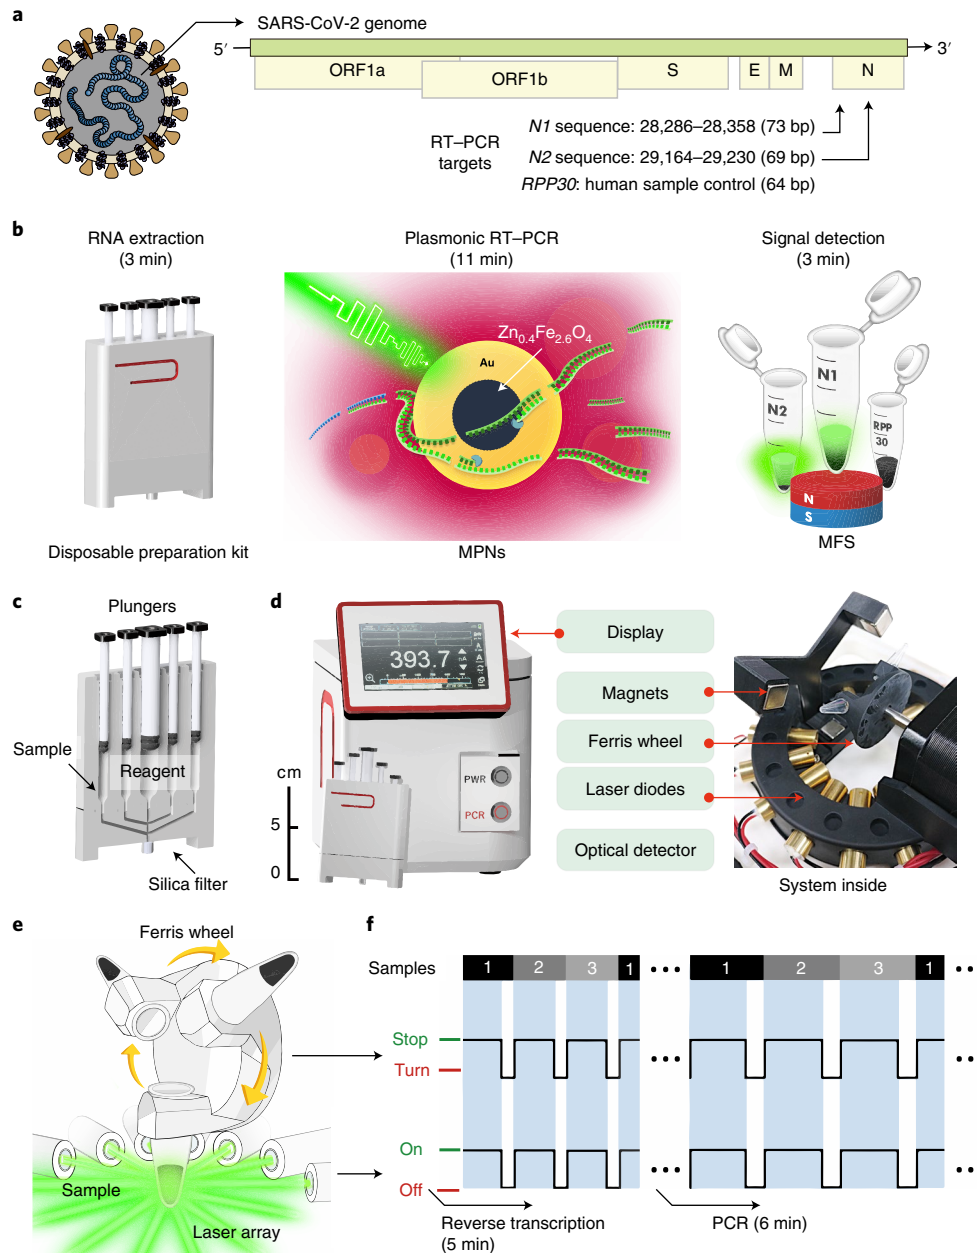 a
SARS-CoV-2 genome
5′
3′
ORF1a
ORF1b
S
E
M
N
RT–PCR
targets
N1 sequence: 28,286–28,358 (73 bp)
N2 sequence: 29,164–29,230 (69 bp)
RPP30: human sample control (64 bp)
b
RNA extraction
(3 min)
Plasmonic RT–PCR
(11 min)
Signal detection
(3 min)
Zn0.4Fe2.6O4
Au
N2
N1
RPP
30
N
S
Disposable preparation kit
MPNs
MFS
c
Plungers
Sample
Reagent
Silica filter
d
393.7
nA
PWR
PCR
cm
5
0
Display
Magnets
Ferris wheel
Laser diodes
Optical detector
System inside
e
Ferris wheel
Sample
Laser array
f
Samples
1 2 3 1 ••• 1 2 3 1 ••
Stop
Turn
••• ••
On
Off
••• ••
Reverse transcription
(5 min)
PCR (6 min)